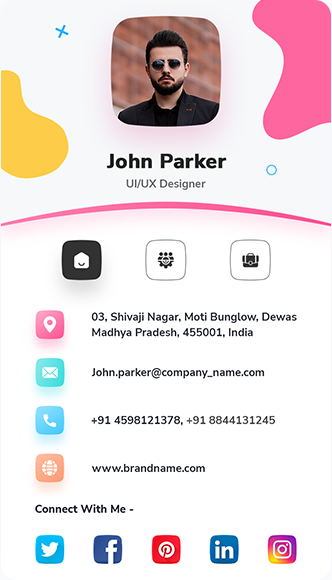 John Parker
UI/UX Designer
03, Shivaji Nagar, Moti Bunglow, Dewas
Madhya Pradesh, 455001, India
John.parker@company_name.com
+91 4598121378, +91 8844131245
www.brandname.com
Connect With Me -